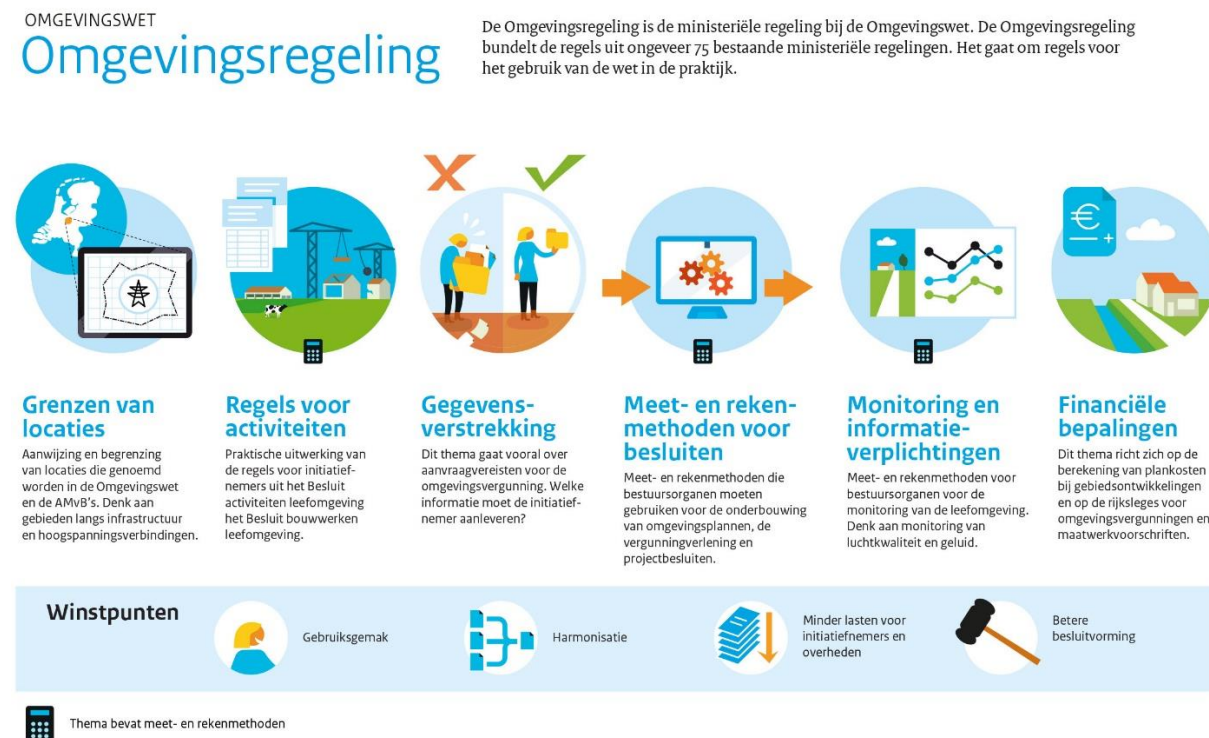 OMGEVINGSWET
Omgevingsregeling
De Omgevingsregeling is de ministeriële regeling bij de Omgevingswet. De Omgevingsregeling
bundelt de regels uit ongeveer 75 bestaande ministeriële regelingen. Het gaat om regels voor
het gebruik van de wet in de praktijk.
Grenzen van
locaties
Aanwijzing en begrenzing
van locaties die genoemd
worden in de Omgevingswet
en de AMvB's. Denk aan
gebieden langs infrastructuur
en hoogspanningsverbindingen.
Regels voor
activiteiten
Praktische uitwerking van
de regels voor initiatief-
nemers uit het Besluit
activiteiten leefomgeving
het Besluit bouwwerken
leefomgeving.
Gegevens-
verstrekking
Dit thema gaat vooral over
aanvraagvereisten voor de
omgevingsvergunning. Welke
informatie moet de initiatief-
nemer aanleveren?
Meet- en reken-
methoden voor
besluiten
Meet- en rekenmethoden die
bestuursorganen moeten
gebruiken voor de onderbouwing
van omgevingsplannen, de
vergunningverlening en
projectbesluiten.
Monitoring en
informatie-
verplichtingen
Meet- en rekenmethoden voor
bestuursorganen voor de
monitoring van de leefomgeving.
Denk aan monitoring van
luchtkwaliteit en geluid.
Financiële
bepalingen
Dit thema richt zich op de
berekening van plankosten
bij gebiedsontwikkelingen
en op de rijksleges voor
omgevingsvergunningen en
maatwerkvoorschriften.
Winstpunten
Gebruiksgemak
Harmonisatie
Minder lasten voor
initiatiefnemers en
overheden
Betere
besluitvorming
Thema bevat meet- en rekenmethoden